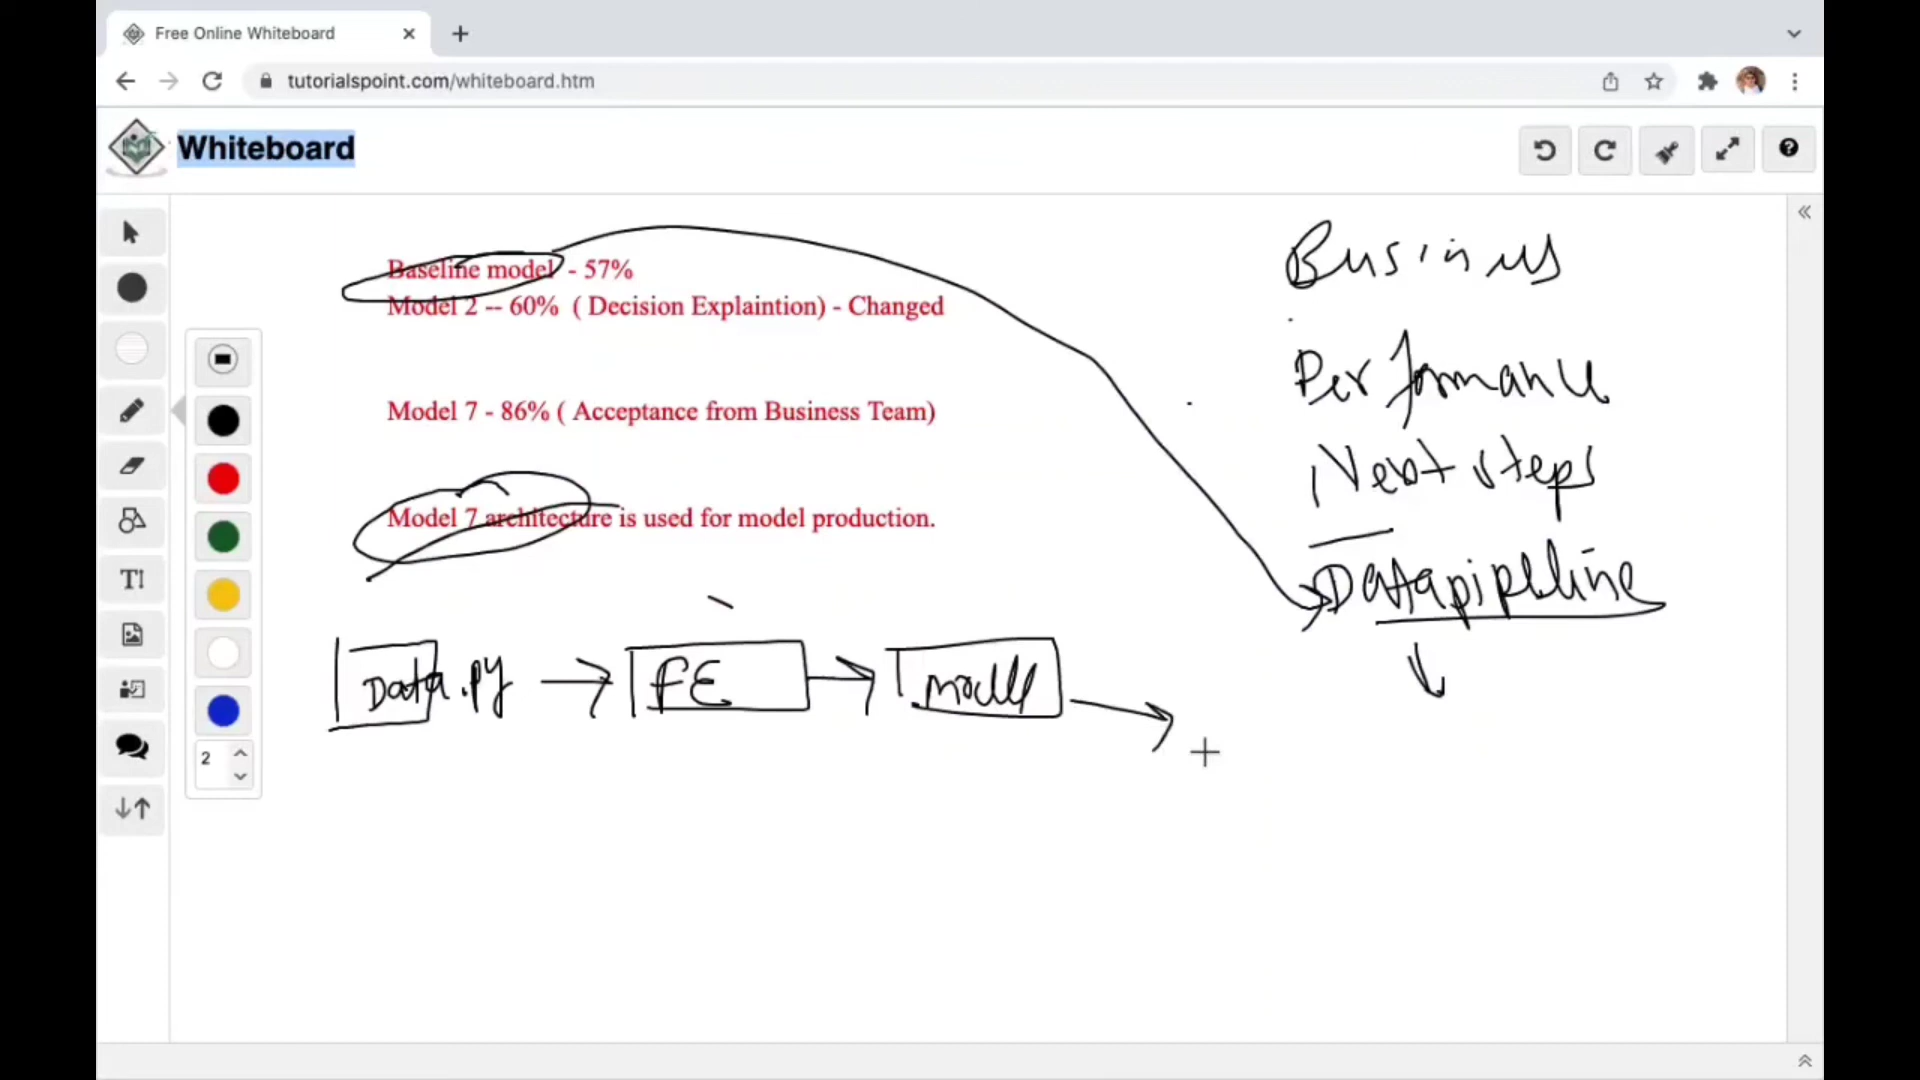 Free Online Whiteboard
tutorialspoint.com/whiteboard.htm
Whiteboard
Baseline model - 57%
Model 2 -- 60% ( Decision Explaintion) - Changed
Model 7 - 86% ( Acceptance from Business Team)
Model 7 architecture is used for model production.
Data.py
FE
model
Business
Performance
Next steps
Datapipeline
2